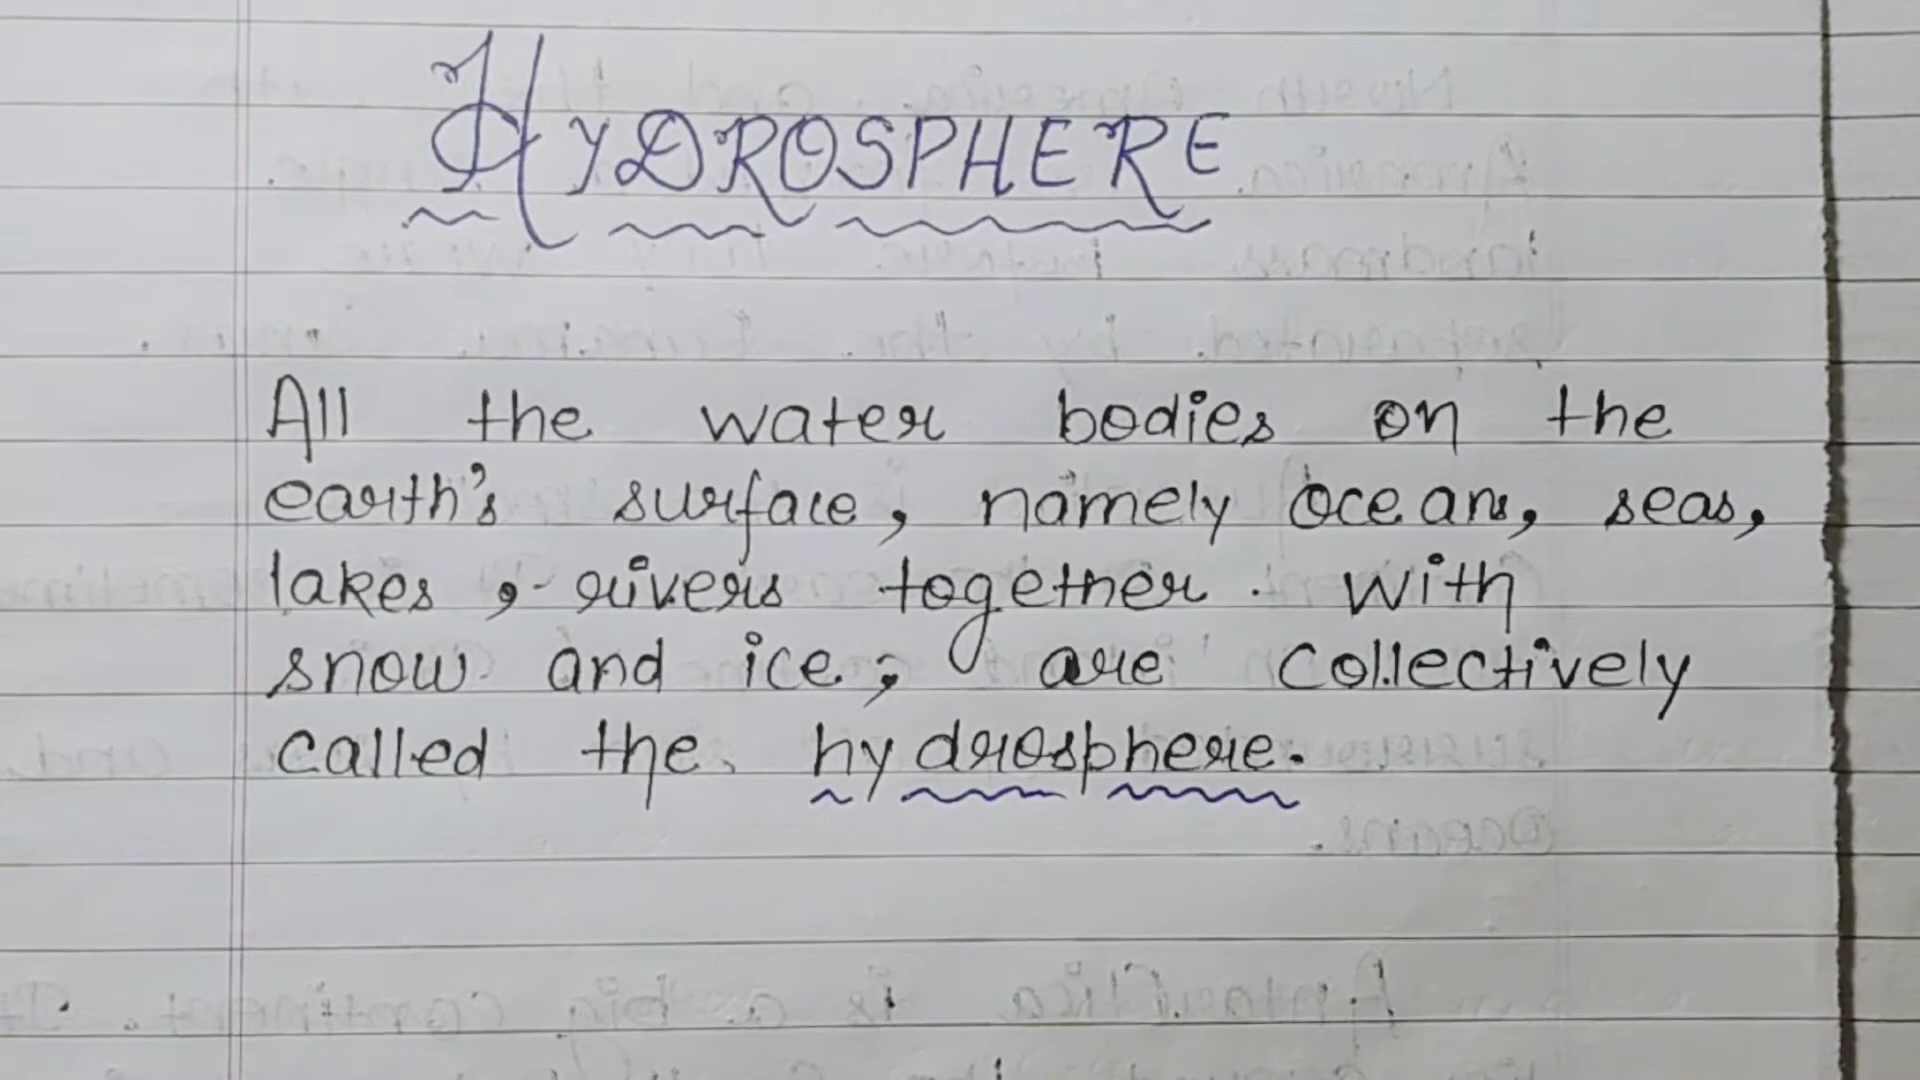 HYDROSPHERE
All the water bodies on the
earth's surface, namely oceans, seas,
lakes, rivers together with
snow and ice, are collectively
called the hydrosphere.